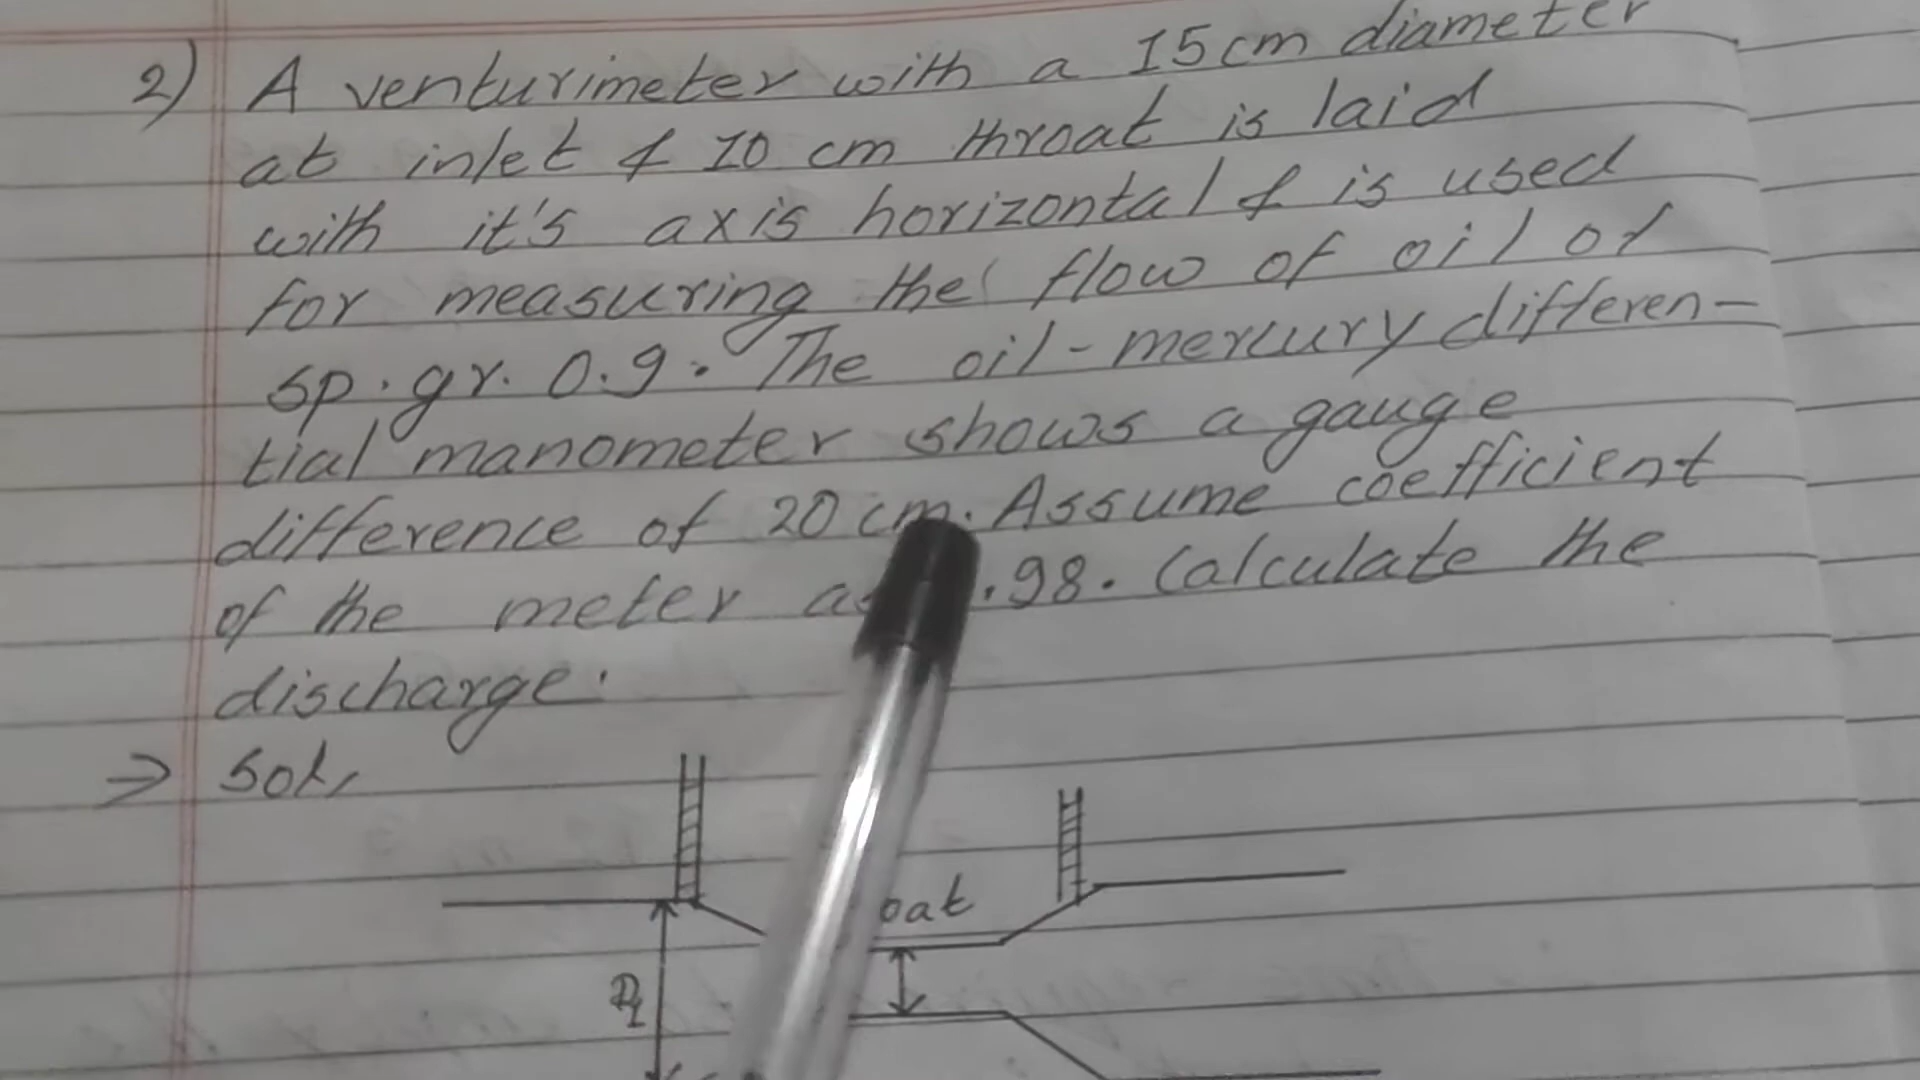 2) A venturimeter with a 15 cm diameter
at inlet & 10 cm throat is laid
with it's axis horizontal & is used
for measuring the flow of oil of
sp. gr. 0.9. The oil-mercury differen-
tial manometer shows a gauge
difference of 20 cm. Assume coefficient
of the meter .98. Calculate the
discharge.
→ Sol,
oat
D1